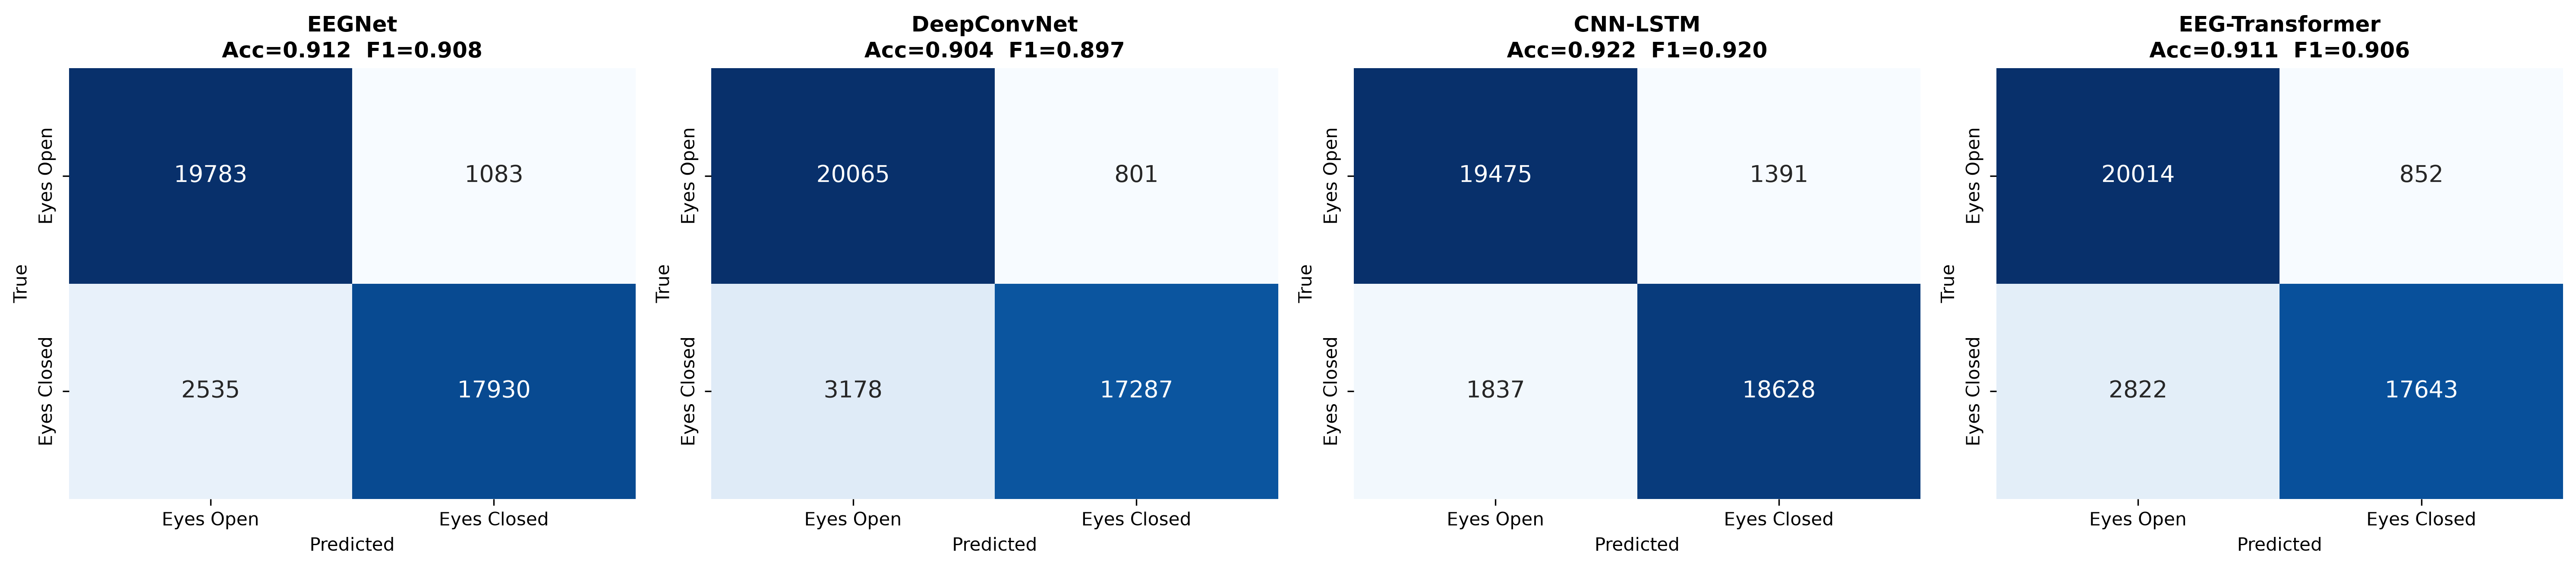 EEGNet
Acc=0.912  F1=0.908
True
Eyes Open
Eyes Closed
19783
1083
2535
17930
Eyes Open
Eyes Closed
Predicted
DeepConvNet
Acc=0.904  F1=0.897
True
Eyes Open
Eyes Closed
20065
801
3178
17287
Eyes Open
Eyes Closed
Predicted
CNN-LSTM
Acc=0.922  F1=0.920
True
Eyes Open
Eyes Closed
19475
1391
1837
18628
Eyes Open
Eyes Closed
Predicted
EEG-Transformer
Acc=0.911  F1=0.906
True
Eyes Open
Eyes Closed
20014
852
2822
17643
Eyes Open
Eyes Closed
Predicted